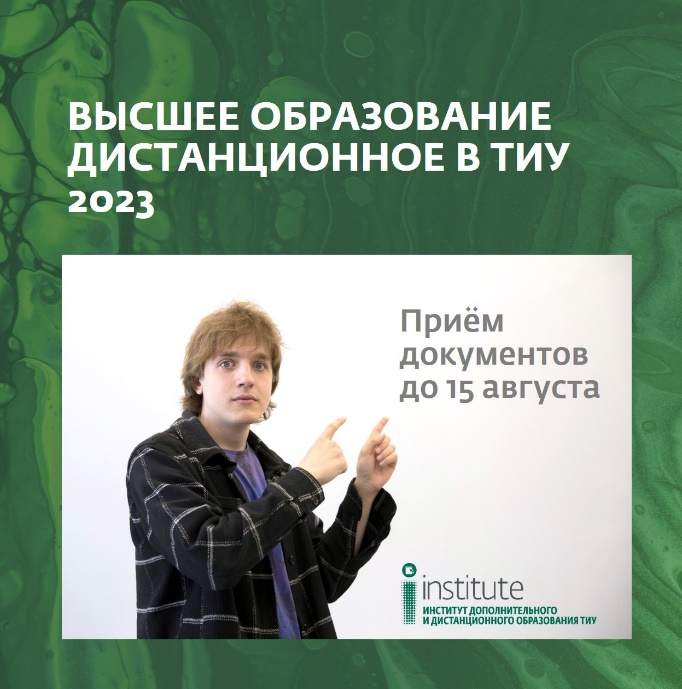 ВЫСШЕЕ ОБРАЗОВАНИЕ
ДИСТАНЦИОННОЕ В ТИУ
2023
Приём
документов
до 15 августа
institute
ИНСТИТУТ ДОПОЛНИТЕЛЬНОГО
И ДИСТАНЦИОННОГО ОБРАЗОВАНИЯ ТИУ